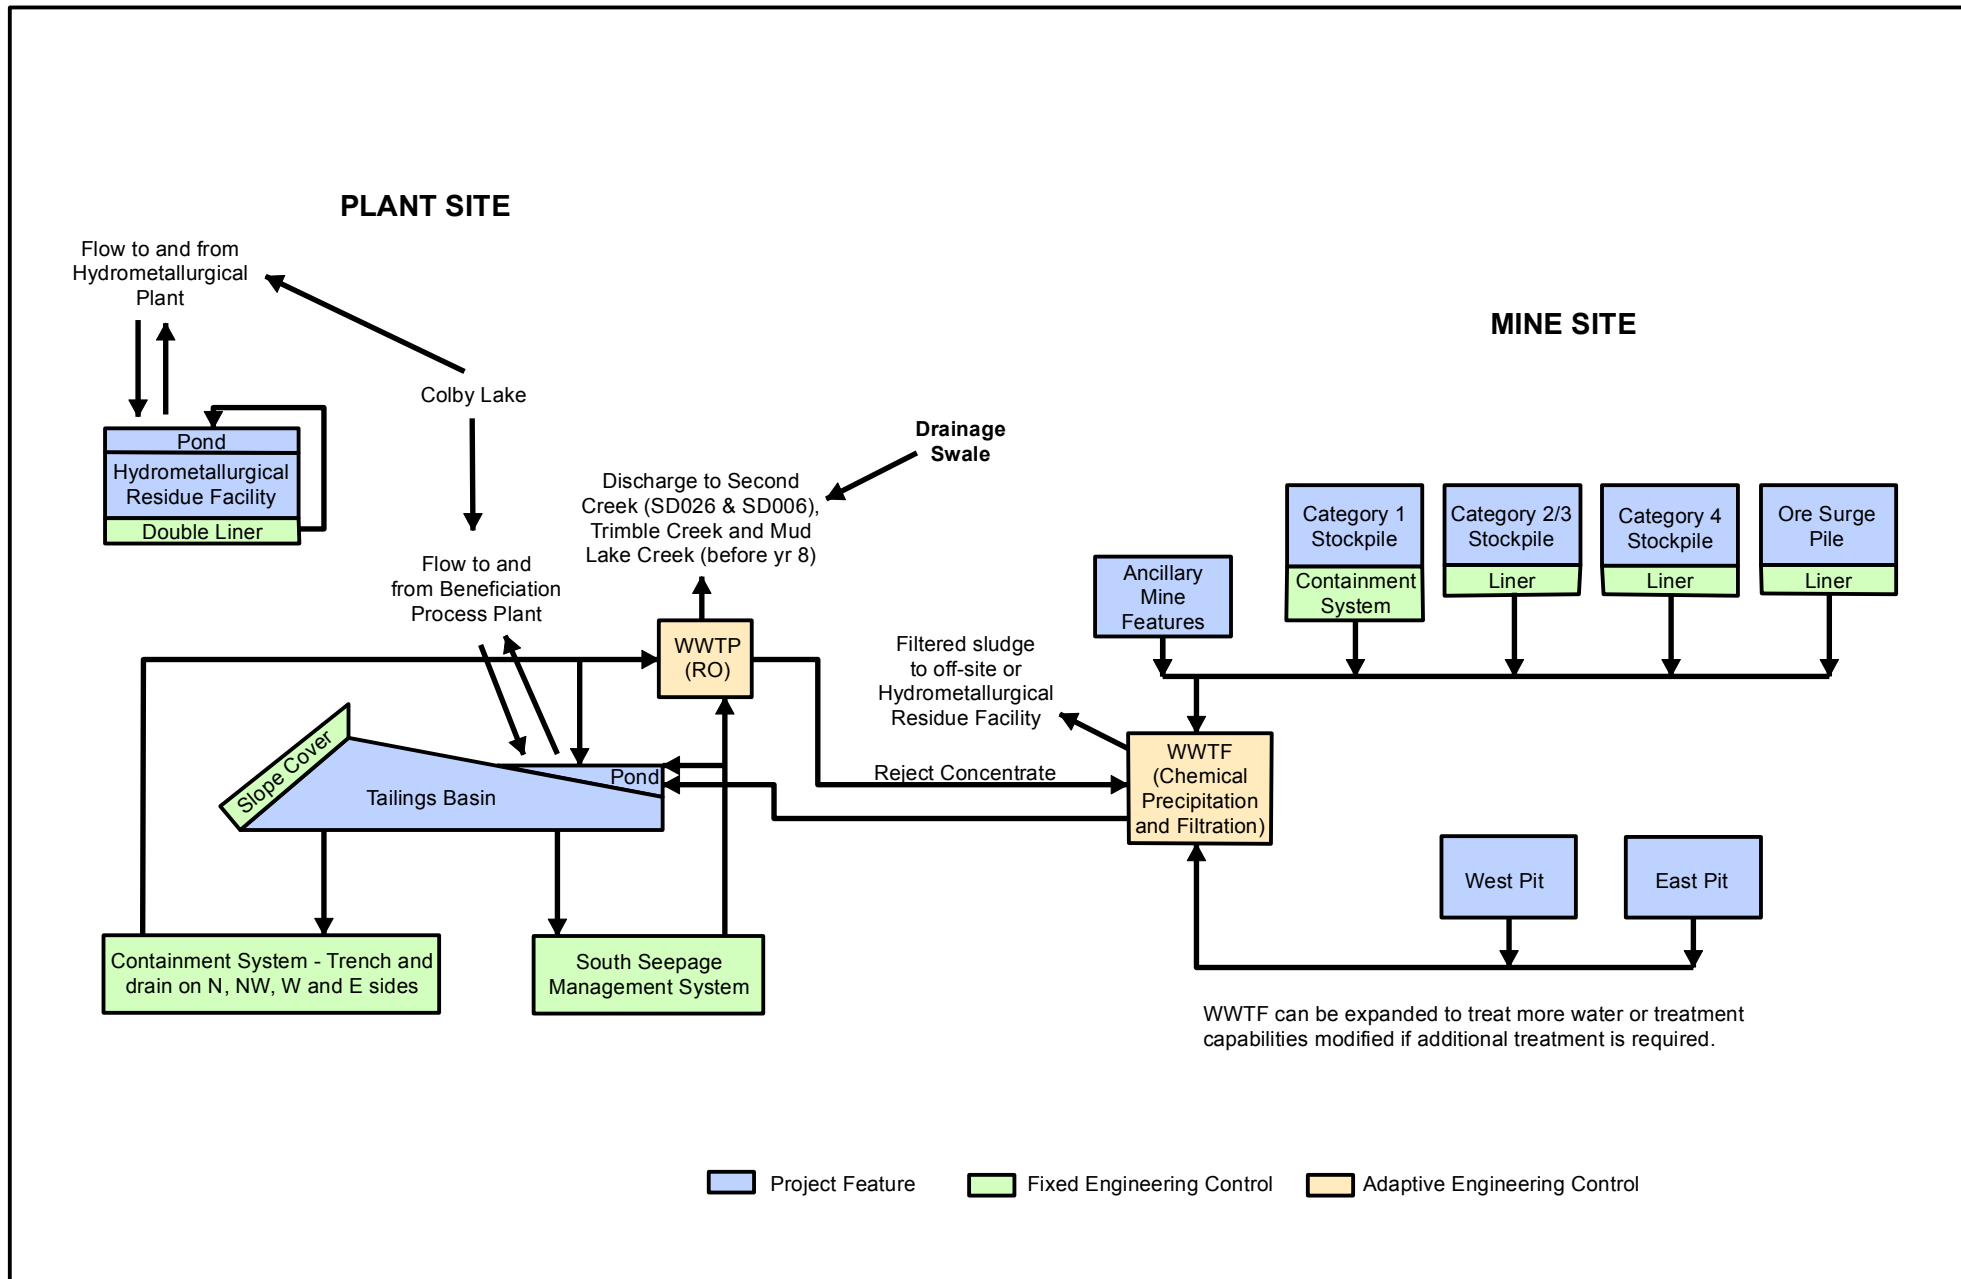 PLANT SITE
Flow to and from
Hydrometallurgical
Plant
MINE SITE
Colby Lake
Pond
Hydrometallurgical
Residue Facility
Double Liner
Drainage
Swale
Discharge to Second
Creek (SD026 & SD006),
Trimble Creek and Mud
Lake Creek (before yr 8)
Flow to and
from Beneficiation
Process Plant
WWTP
(RO)
Slope Cover
Tailings Basin
Pond
Containment System - Trench and
drain on N, NW, W and E sides
South Seepage
Management System
Filtered sludge
to off-site or
Hydrometallurgical
Residue Facility
Reject Concentrate
Ancillary
Mine
Features
Category 1
Stockpile
Containment
System
Category 2/3
Stockpile
Liner
Category 4
Stockpile
Liner
Ore Surge
Pile
Liner
WWTF
(Chemical
Precipitation
and Filtration)
West Pit
East Pit
WWTF can be expanded to treat more water or treatment
capabilities modified if additional treatment is required.
Project Feature
Fixed Engineering Control
Adaptive Engineering Control